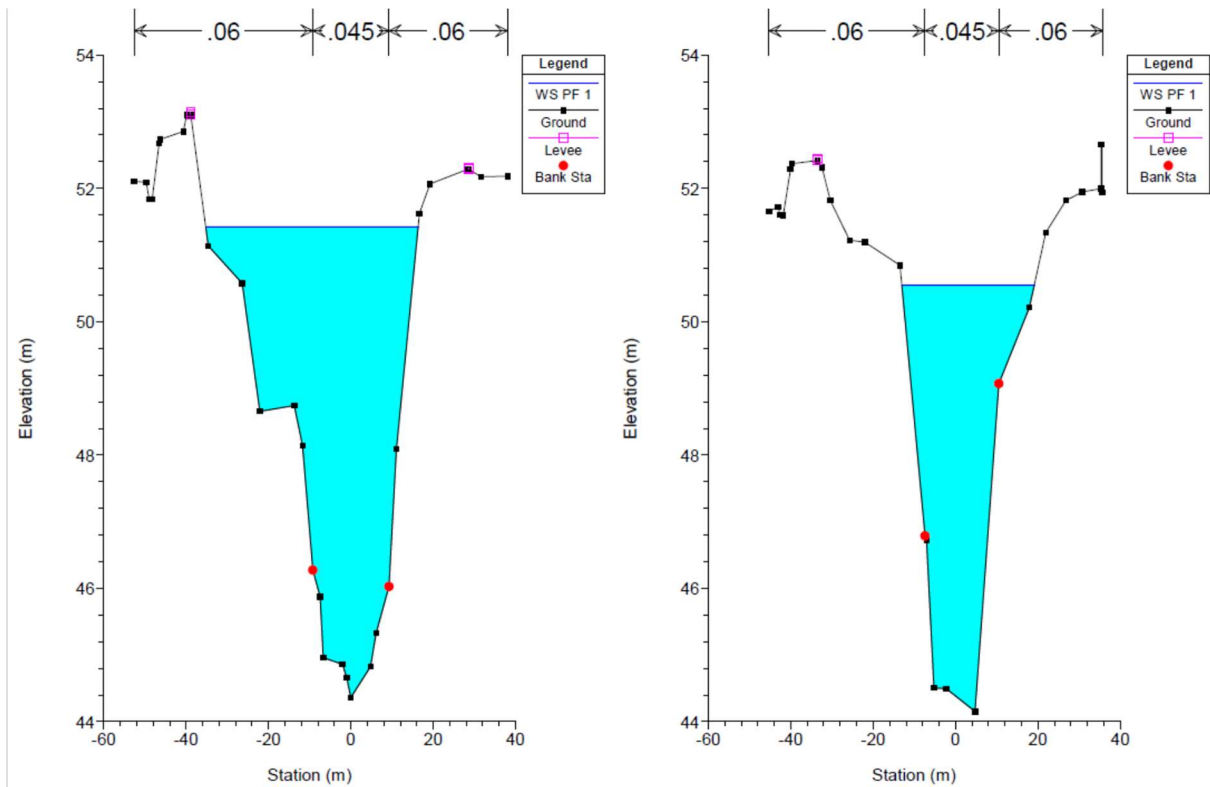 .06 .045 .06
54
52
50
48
46
44
-60 -40 -20 0 20 40
Elevation (m)
Station (m)
Legend
WS PF 1
Ground
Levee
Bank Sta
.06 .045 .06
54
52
50
48
46
44
-60 -40 -20 0 20 40
Elevation (m)
Station (m)
Legend
WS PF 1
Ground
Levee
Bank Sta